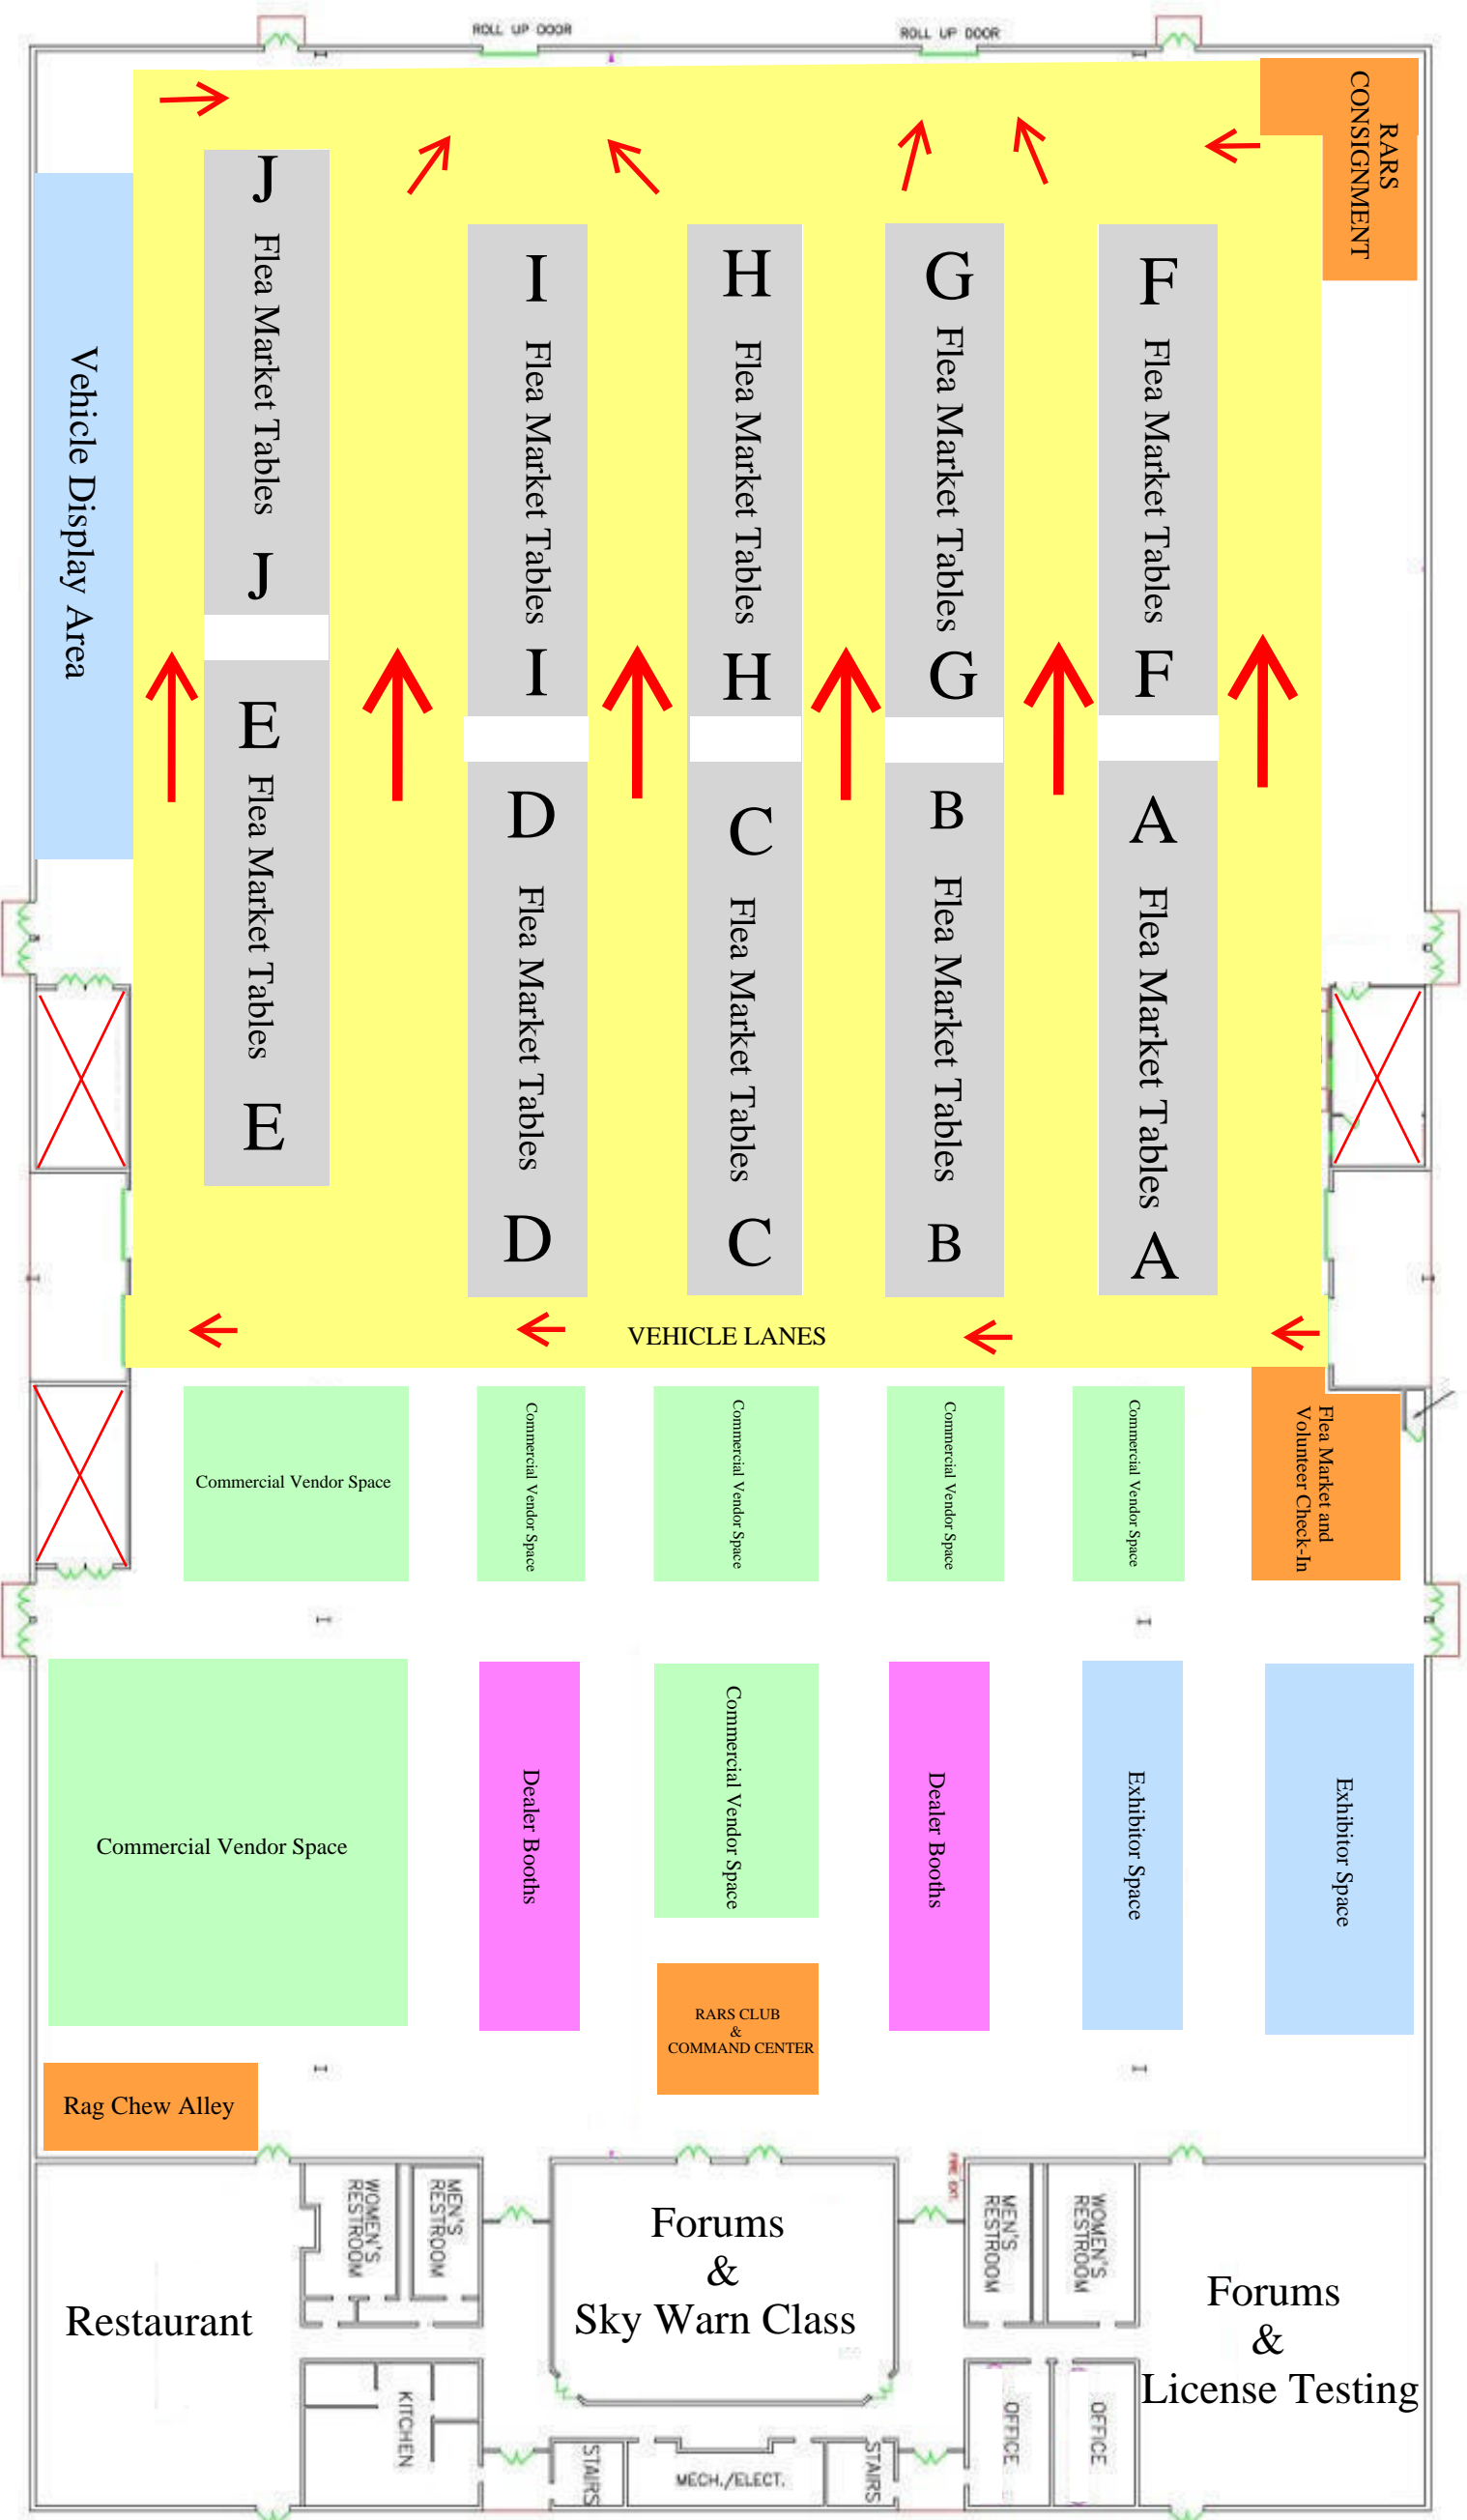 ROLL UP DOOR
ROLL UP DOOR
RARS
CONSIGNMENT
J
Flea Market Tables
J
I
Flea Market Tables
I
H
Flea Market Tables
H
G
Flea Market Tables
G
F
Flea Market Tables
F
Vehicle Display Area
E
Flea Market Tables
E
D
Flea Market Tables
D
C
Flea Market Tables
C
B
Flea Market Tables
B
A
Flea Market Tables
A
VEHICLE LANES
Commercial Vendor Space
Commercial Vendor Space
Commercial Vendor Space
Commercial Vendor Space
Commercial Vendor Space
Flea Market and
Volunteer Check-In
Commercial Vendor Space
Dealer Booths
Commercial Vendor Space
Dealer Booths
Exhibitor Space
Exhibitor Space
RARS CLUB
&
COMMAND CENTER
Rag Chew Alley
FIRE EXT.
WOMEN'S
RESTROOM
MEN'S
RESTROOM
Forums
&
Sky Warn Class
MEN'S
RESTROOM
WOMEN'S
RESTROOM
Restaurant
Forums
&
License Testing
KITCHEN
OFFICE
OFFICE
STAIRS
MECH./ELECT.
STAIRS